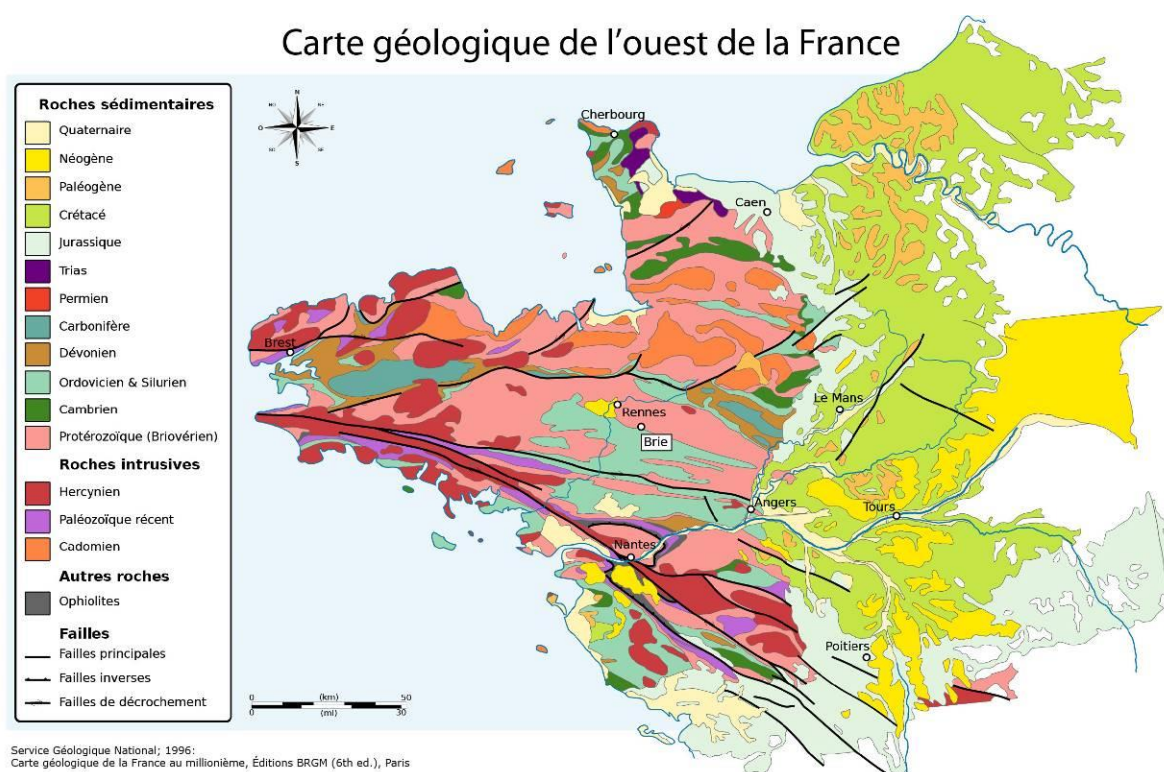 Carte géologique de l'ouest de la France
Roches sédimentaires
Quaternaire
Néogène
Paléogène
Crétacé
Jurassique
Trias
Permien
Carbonifère
Dévonien
Ordovicien & Silurien
Cambrien
Protérozoïque (Briovérien)
Roches intrusives
Hercynien
Paléozoïque récent
Cadomien
Autres roches
Ophiolites
Failles
Failles principales
Failles inverses
Failles de décrochement
N
O
E
S
Cherbourg
Caen
Brest
Rennes
Brie
Le Mans
Angers
Tours
Nantes
Poitiers
0 (km) 50
0 (mi) 30
Service Géologique National; 1996:
Carte géologique de la France au millionième, Éditions BRGM (6th ed.), Paris